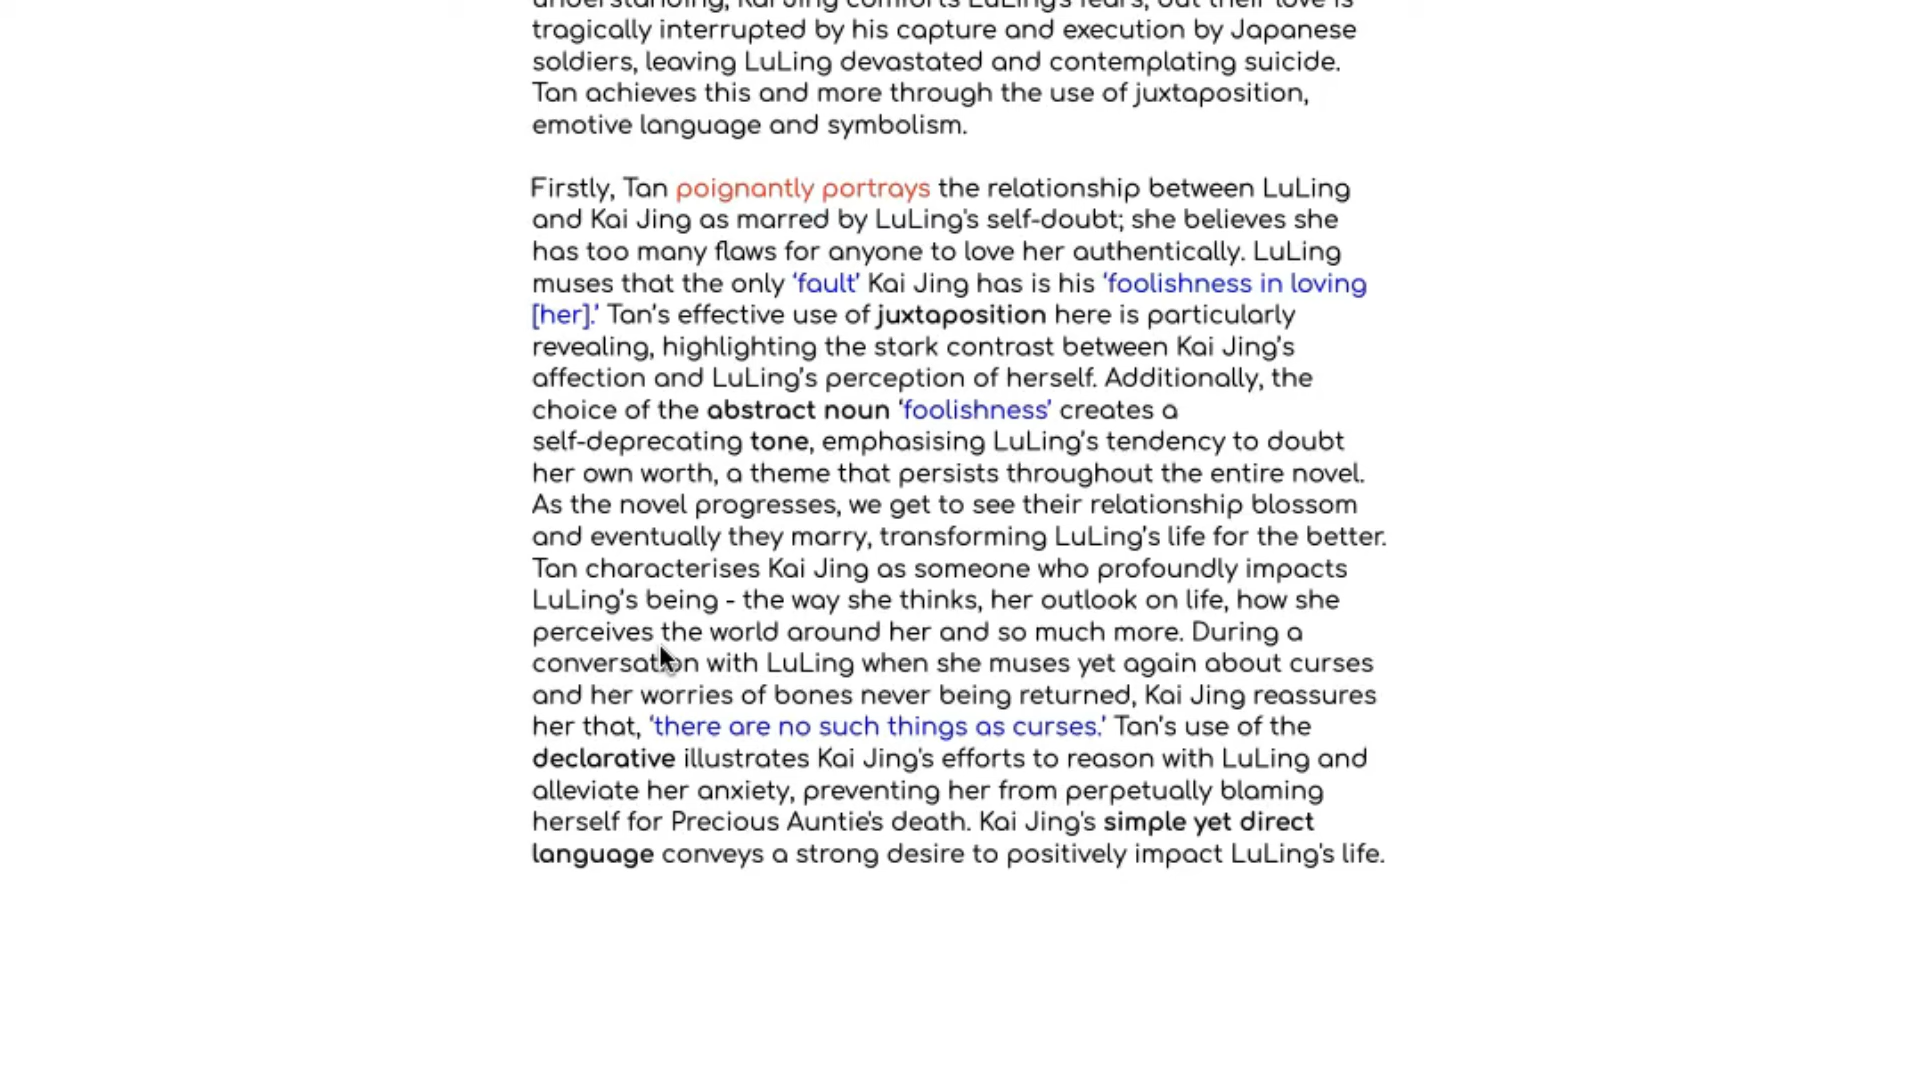 understanding, Kai Jing comforts LuLing's fears, but their love is
tragically interrupted by his capture and execution by Japanese
soldiers, leaving LuLing devastated and contemplating suicide.
Tan achieves this and more through the use of juxtaposition,
emotive language and symbolism.
Firstly, Tan poignantly portrays the relationship between LuLing
and Kai Jing as marred by LuLing's self-doubt; she believes she
has too many flaws for anyone to love her authentically. LuLing
muses that the only ‘fault’ Kai Jing has is his ‘foolishness in loving
[her].’ Tan’s effective use of juxtaposition here is particularly
revealing, highlighting the stark contrast between Kai Jing’s
affection and LuLing’s perception of herself. Additionally, the
choice of the abstract noun ‘foolishness’ creates a
self-deprecating tone, emphasising LuLing’s tendency to doubt
her own worth, a theme that persists throughout the entire novel.
As the novel progresses, we get to see their relationship blossom
and eventually they marry, transforming LuLing’s life for the better.
Tan characterises Kai Jing as someone who profoundly impacts
LuLing’s being - the way she thinks, her outlook on life, how she
perceives the world around her and so much more. During a
conversation with LuLing when she muses yet again about curses
and her worries of bones never being returned, Kai Jing reassures
her that, ‘there are no such things as curses.’ Tan’s use of the
declarative illustrates Kai Jing's efforts to reason with LuLing and
alleviate her anxiety, preventing her from perpetually blaming
herself for Precious Auntie's death. Kai Jing's simple yet direct
language conveys a strong desire to positively impact LuLing's life.